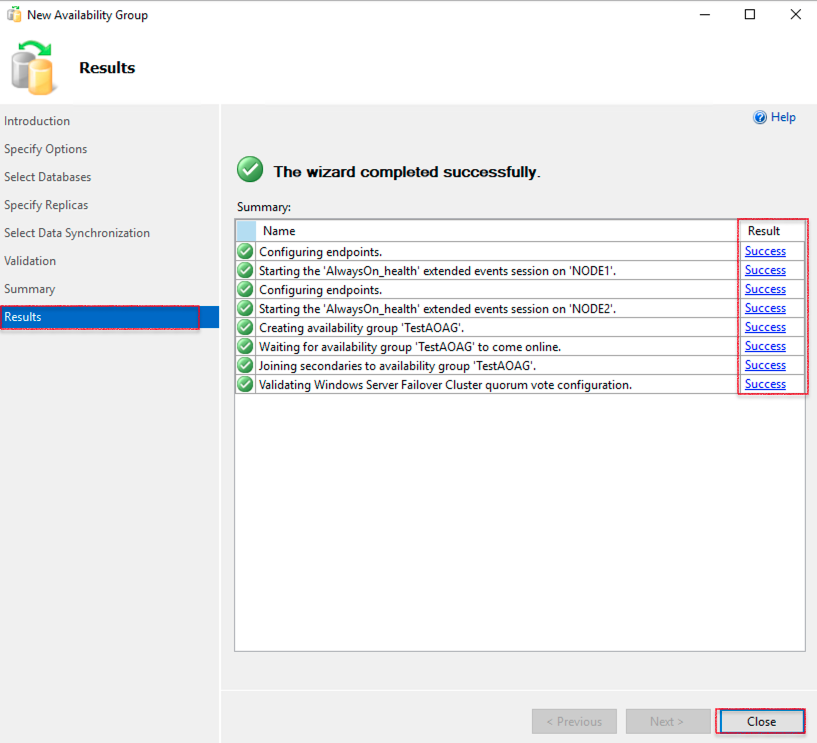 New Availability Group
Results
Introduction
Specify Options
Select Databases
Specify Replicas
Select Data Synchronization
Validation
Summary
Results
Help
The wizard completed successfully.
Summary:
Name Result
Configuring endpoints. Success
Starting the 'AlwaysOn_health' extended events session on 'NODE1'. Success
Configuring endpoints. Success
Starting the 'AlwaysOn_health' extended events session on 'NODE2'. Success
Creating availability group 'TestAOAG'. Success
Waiting for availability group 'TestAOAG' to come online. Success
Joining secondaries to availability group 'TestAOAG'. Success
Validating Windows Server Failover Cluster quorum vote configuration. Success
< Previous Next > Close